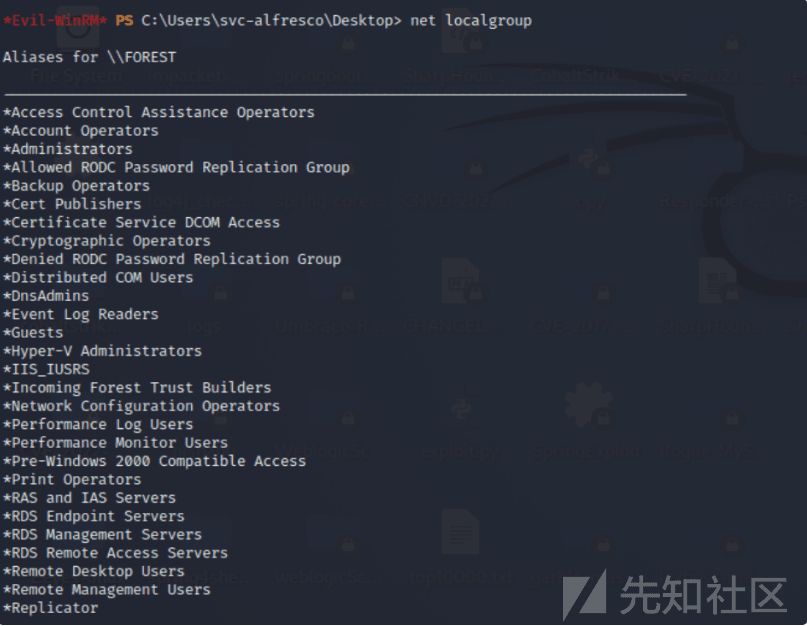 *Evil-WinRM* PS C:\Users\svc-alfresco\Desktop> net localgroup
Aliases for \\FOREST
-------------------------------------------------------------------------------
*Access Control Assistance Operators
*Account Operators
*Administrators
*Allowed RODC Password Replication Group
*Backup Operators
*Cert Publishers
*Certificate Service DCOM Access
*Cryptographic Operators
*Denied RODC Password Replication Group
*Distributed COM Users
*DnsAdmins
*Event Log Readers
*Guests
*Hyper-V Administrators
*IIS_IUSRS
*Incoming Forest Trust Builders
*Network Configuration Operators
*Performance Log Users
*Performance Monitor Users
*Pre-Windows 2000 Compatible Access
*Print Operators
*RAS and IAS Servers
*RDS Endpoint Servers
*RDS Management Servers
*RDS Remote Access Servers
*Remote Desktop Users
*Remote Management Users
*Replicator
先知社区